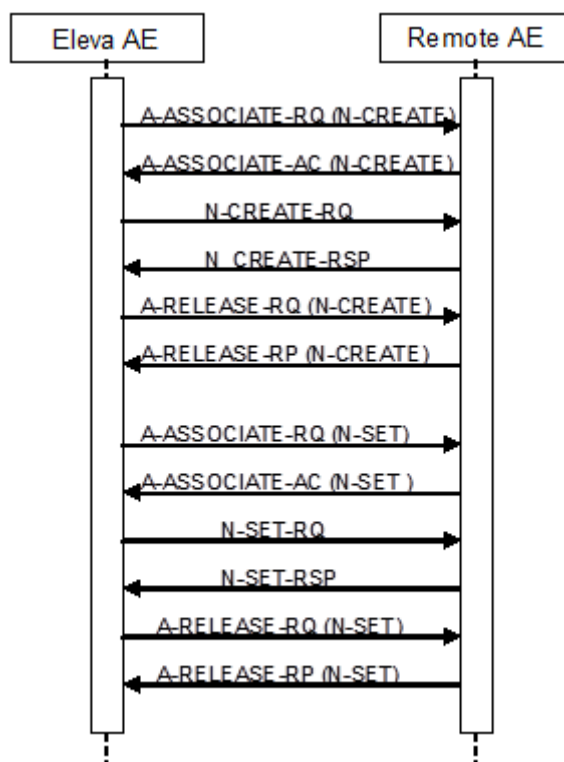 Eleva AE
Remote AE
A-ASSOCIATE-RQ (N-CREATE)
A-ASSOCIATE-AC (N-CREATE)
N-CREATE-RQ
N_CREATE-RSP
A-RELEASE-RQ (N-CREATE)
A-RELEASE-RP (N-CREATE)
A-ASSOCIATE-RQ (N-SET)
A-ASSOCIATE-AC (N-SET )
N-SET-RQ
N-SET-RSP
A-RELEASE-RQ (N-SET)
A-RELEASE-RP (N-SET)